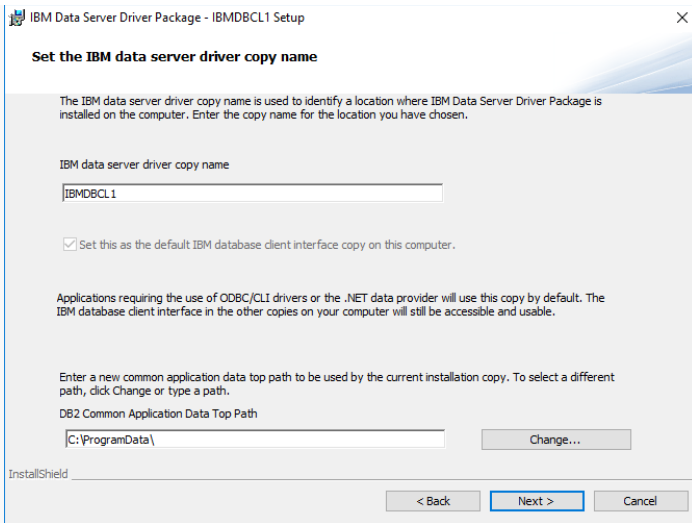 IBM Data Server Driver Package - IBMDBCL1 Setup
Set the IBM data server driver copy name
The IBM data server driver copy name is used to identify a location where IBM Data Server Driver Package is
installed on the computer. Enter the copy name for the location you have chosen.
IBM data server driver copy name
IBMDBCL1
Set this as the default IBM database client interface copy on this computer.
Applications requiring the use of ODBC/CLI drivers or the .NET data provider will use this copy by default. The
IBM database client interface in the other copies on your computer will still be accessible and usable.
Enter a new common application data top path to be used by the current installation copy. To select a different
path, click Change or type a path.
DB2 Common Application Data Top Path
C:\ProgramData\
Change...
InstallShield
< Back
Next >
Cancel